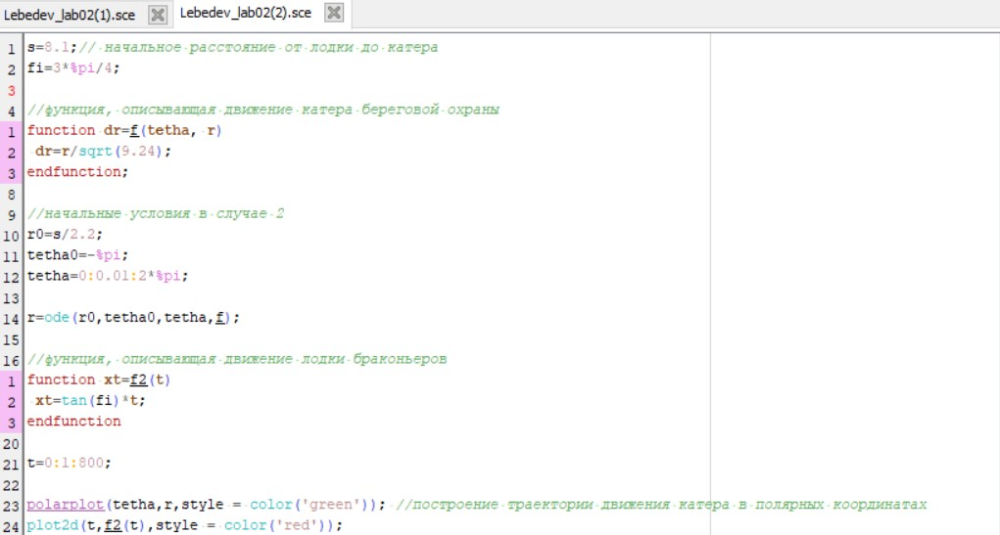 Lebedev_lab02(1).sce Lebedev_lab02(2).sce
1 s=8.1;// начальное расстояние от лодки до катера
2 fi=3*%pi/4;
3
4 //функция, описывающая движение катера береговой охраны
1 function dr=f(tetha, r)
2 dr=r/sqrt(9.24);
3 endfunction;
8
9 //начальные условия в случае 2
10 r0=s/2.2;
11 tetha0=-%pi;
12 tetha=0:0.01:2*%pi;
13
14 r=ode(r0,tetha0,tetha,f);
15
16 //функция, описывающая движение лодки браконьеров
1 function xt=f2(t)
2 xt=tan(fi)*t;
3 endfunction
20
21 t=0:1:800;
22
23 polarplot(tetha,r,style = color('green')); //построение траектории движения катера в полярных координатах
24 plot2d(t,f2(t),style = color('red'));